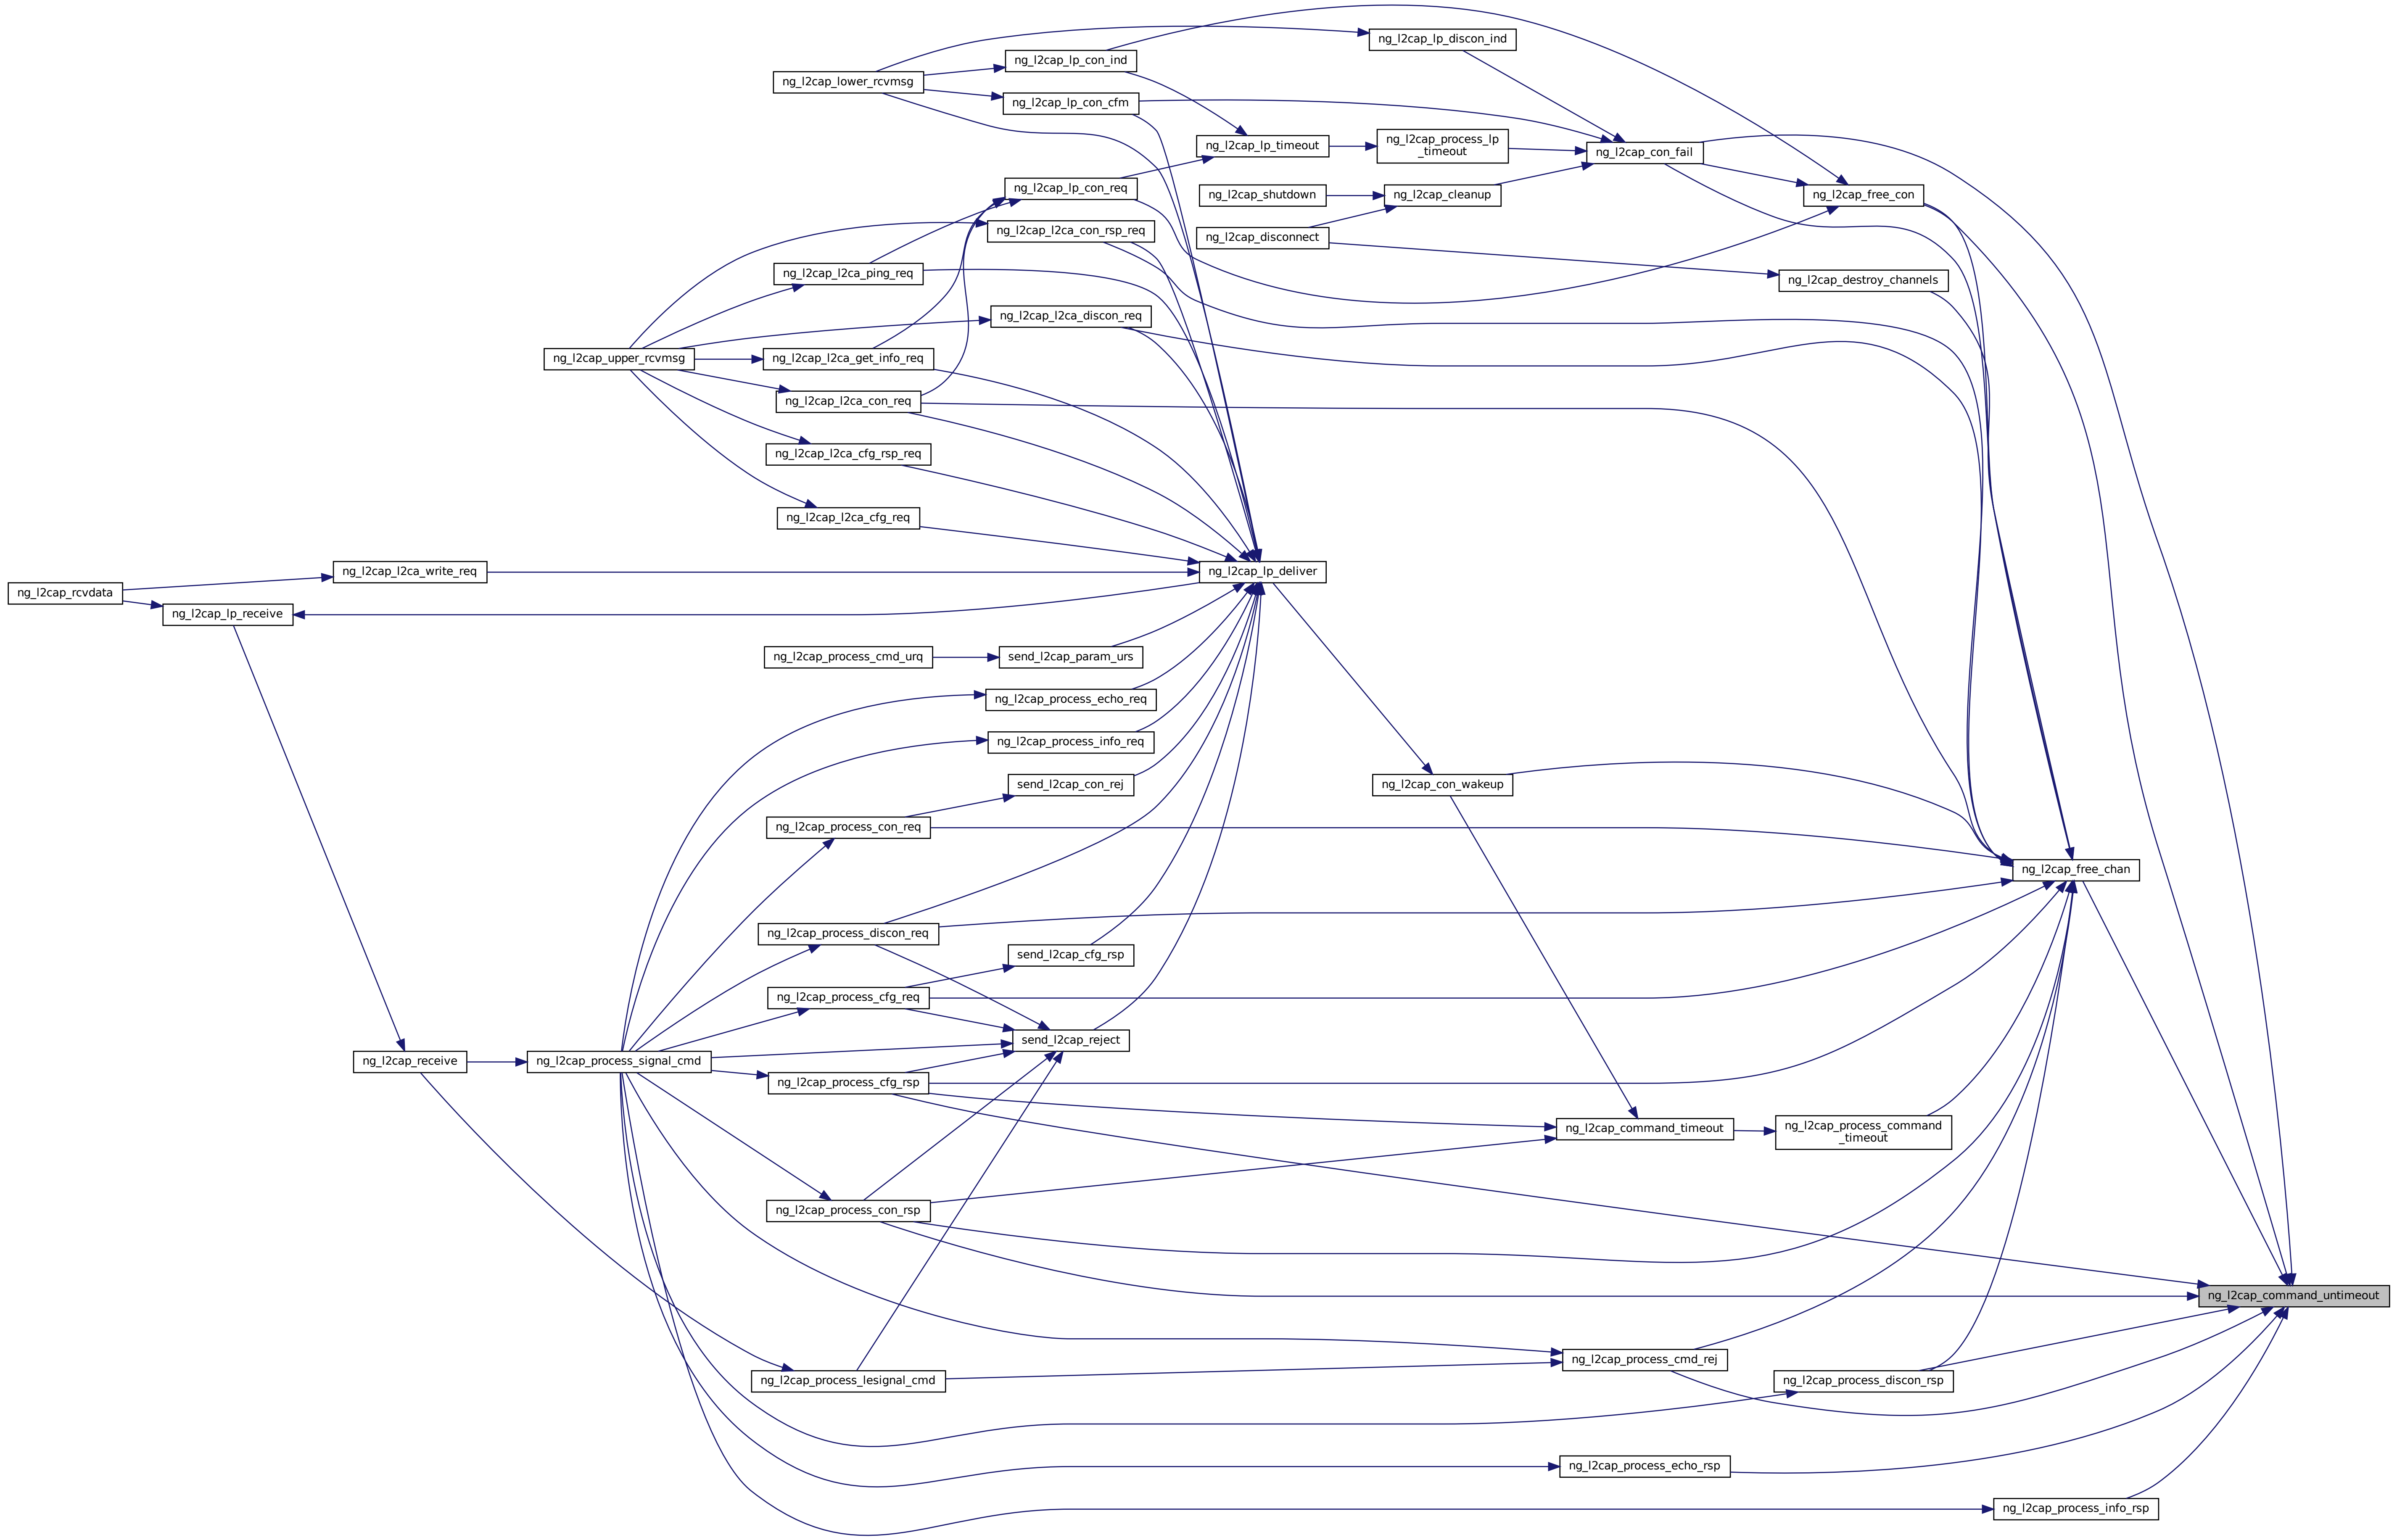 ng_l2cap_lp_discon_ind
ng_l2cap_lp_con_ind
ng_l2cap_lower_rcvmsg
ng_l2cap_lp_con_cfm
ng_l2cap_lp_timeout
ng_l2cap_process_lp
_timeout
ng_l2cap_con_fail
ng_l2cap_lp_con_req
ng_l2cap_shutdown
ng_l2cap_cleanup
ng_l2cap_free_con
ng_l2cap_l2ca_con_rsp_req
ng_l2cap_disconnect
ng_l2cap_l2ca_ping_req
ng_l2cap_destroy_channels
ng_l2cap_l2ca_discon_req
ng_l2cap_upper_rcvmsg
ng_l2cap_l2ca_get_info_req
ng_l2cap_l2ca_con_req
ng_l2cap_l2ca_cfg_rsp_req
ng_l2cap_l2ca_cfg_req
ng_l2cap_l2ca_write_req
ng_l2cap_lp_deliver
ng_l2cap_rcvdata
ng_l2cap_lp_receive
ng_l2cap_process_cmd_urq
send_l2cap_param_urs
ng_l2cap_process_echo_req
ng_l2cap_process_info_req
send_l2cap_con_rej
ng_l2cap_con_wakeup
ng_l2cap_process_con_req
ng_l2cap_free_chan
ng_l2cap_process_discon_req
send_l2cap_cfg_rsp
ng_l2cap_process_cfg_req
send_l2cap_reject
ng_l2cap_receive
ng_l2cap_process_signal_cmd
ng_l2cap_process_cfg_rsp
ng_l2cap_command_timeout
ng_l2cap_process_command
_timeout
ng_l2cap_process_con_rsp
ng_l2cap_command_untimeout
ng_l2cap_process_cmd_rej
ng_l2cap_process_lesignal_cmd
ng_l2cap_process_discon_rsp
ng_l2cap_process_echo_rsp
ng_l2cap_process_info_rsp